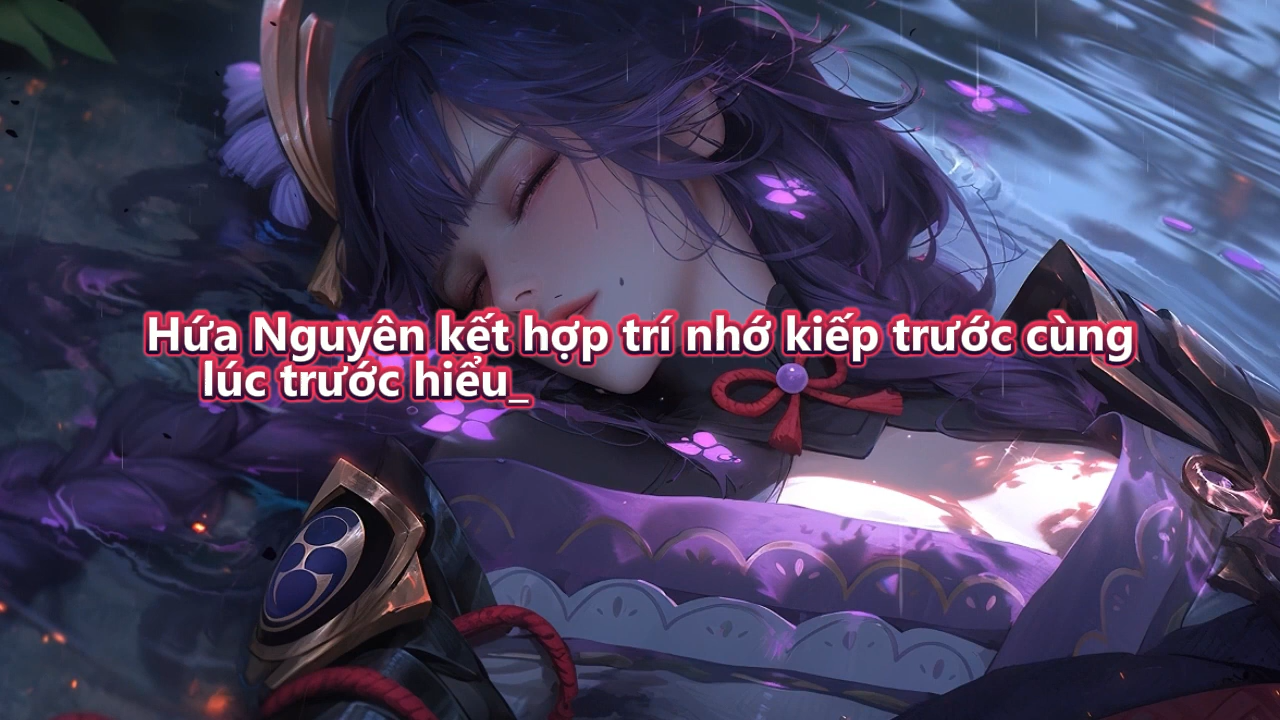 Hứa Nguyên kết hợp trí nhớ kiếp trước cùng
lúc trước hiểu_